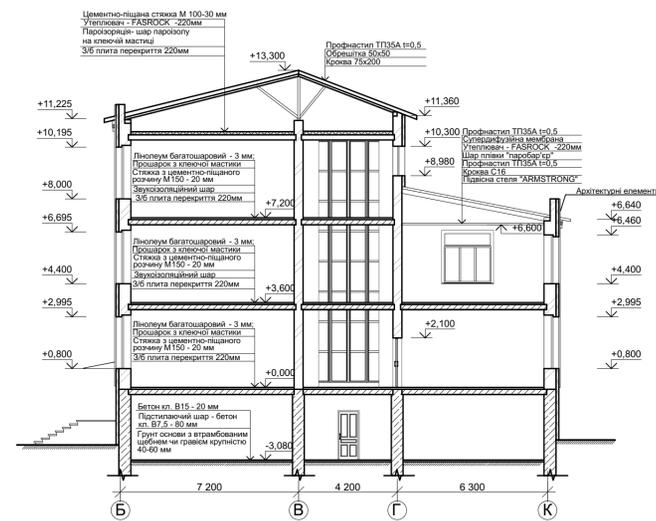 Цементно-піщана стяжка М 100-30 мм
Утеплювач - FASROCK -220мм
Пароізоляція- шар пароізолу
на клеючій мастиці
З/б плита перекриття 220мм
Профнастил ТП35А t=0,5
Обрешітка 50х50
Кроква 75х200
+13,300
+11,225
+11,360
+10,195
+10,300
Профнастил ТП35А t=0,5
Супердифузійна мембрана
Утеплювач - FASROCK -220мм
Шар плівки "паробар'єр"
Профнастил ТП35А t=0,5
Кроква С16
Підвісна стеля "ARMSTRONG"
+8,980
Лінолеум багатошаровий - 3 мм;
Прошарок з клеючої мастики
Стяжка з цементно-піщаного
розчину М150 - 20 мм
Звукоізоляційний шар
З/б плита перекриття 220мм
+8,000
+7,200
Архітектурні елементи
+6,695
+6,640
+6,460
+6,600
Лінолеум багатошаровий - 3 мм;
Прошарок з клеючої мастики
Стяжка з цементно-піщаного
розчину М150 - 20 мм
Звукоізоляційний шар
З/б плита перекриття 220мм
+4,400
+4,400
+3,600
+2,995
+2,995
Лінолеум багатошаровий - 3 мм;
Прошарок з клеючої мастики
Стяжка з цементно-піщаного
розчину М150 - 20 мм
З/б плита перекриття 220мм
+2,100
+0,800
+0,800
+0,000
Бетон кл. В15 - 20 мм
Підстилаючий шар - бетон
кл. В7,5 - 80 мм
Грунт основи з втрамбованим
щебнем чи гравієм крупністю
40-60 мм
-3,080
7 200
4 200
6 300
Б
В
Г
К